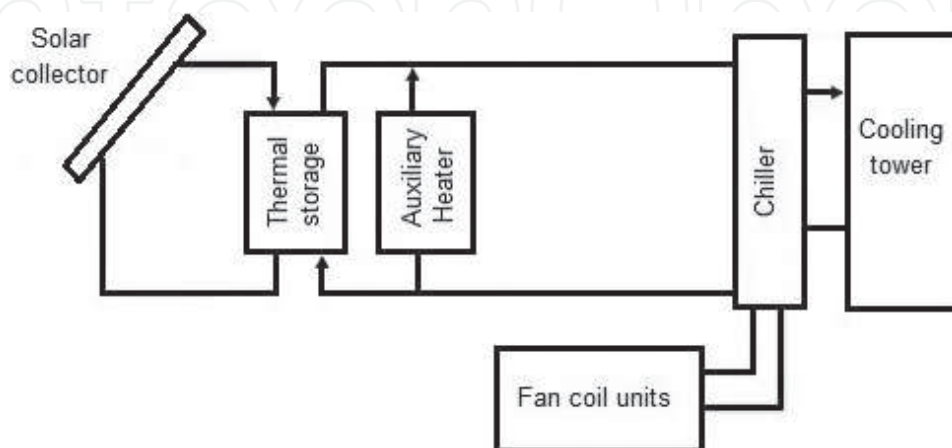 Solar
collector
Thermal
storage
Auxiliary
Heater
Chiller
Cooling
tower
Fan coil units